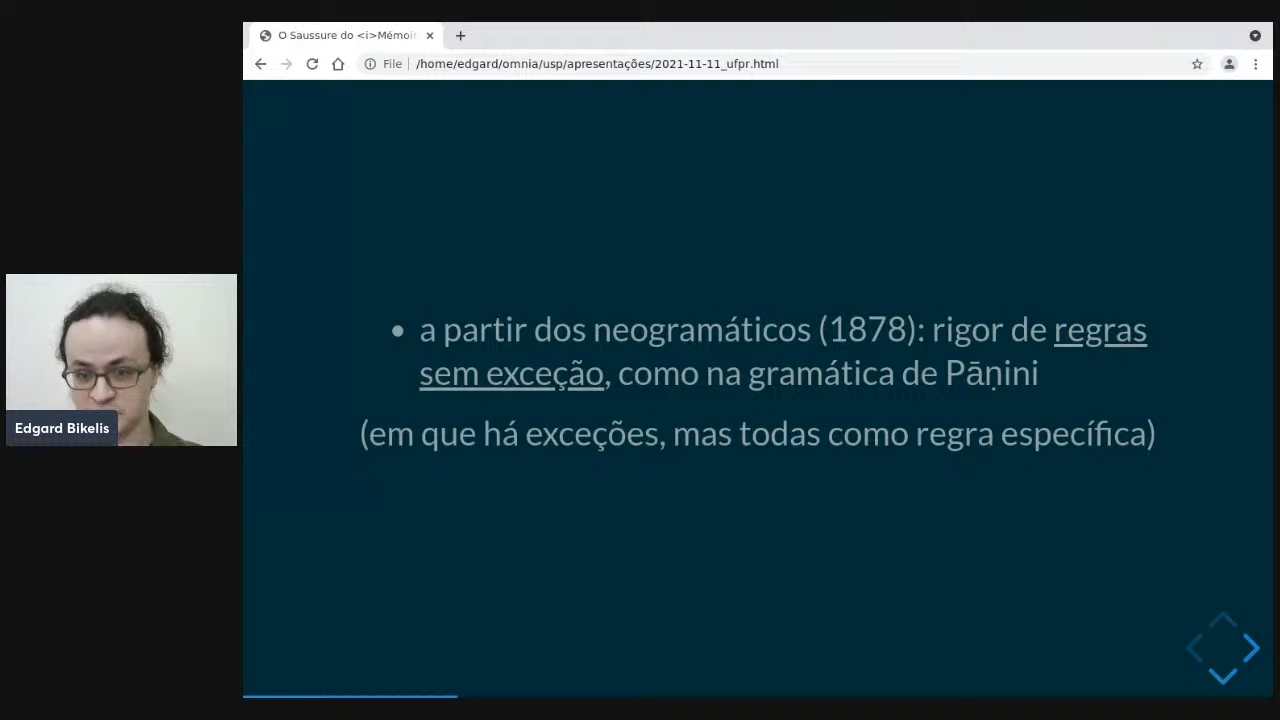 O Saussure do <i>Mémoi
File
/home/edgard/omnia/usp/apresentações/2021-11-11_ufpr.html
a partir dos neogramáticos (1878): rigor de regras
sem exceção, como na gramática de Pāṇini
(em que há exceções, mas todas como regra específica)
Edgard Bikelis